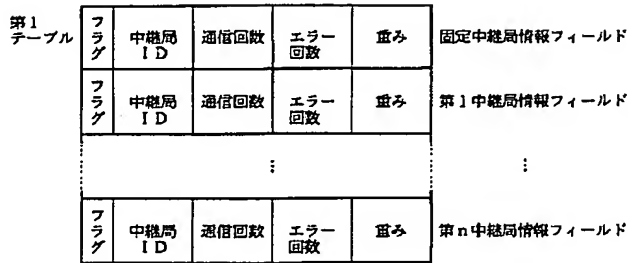 第1
テーブル
フラグ 中継局ID 通信回数 エラー回数 重み 固定中継局情報フィールド
フラグ 中継局ID 通信回数 エラー回数 重み 第1中継局情報フィールド
⋮ ⋮
フラグ 中継局ID 通信回数 エラー回数 重み 第n中継局情報フィールド